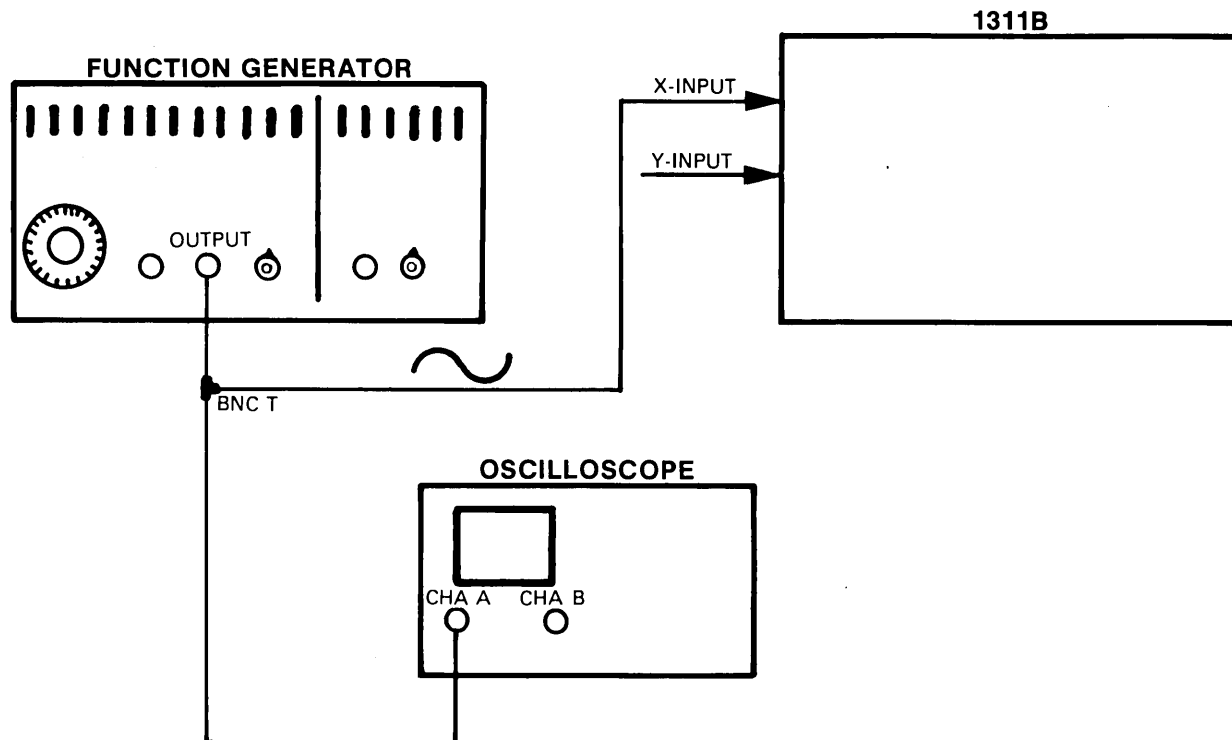 1311B
FUNCTION GENERATOR
X-INPUT
Y-INPUT
OUTPUT
BNC T
OSCILLOSCOPE
CHA A CHA B